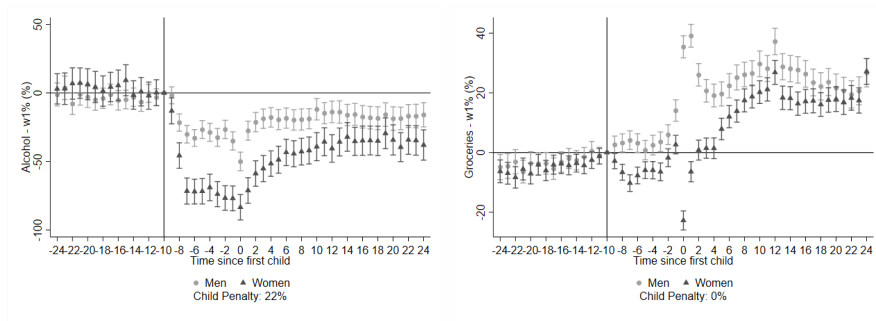 Alcohol - w1% (%)
50
0
-50
-100
-24 -22 -20 -18 -16 -14 -12 -10 -8 -6 -4 -2 0 2 4 6 8 10 12 14 16 18 20 22 24
Time since first child
Men Women
Child Penalty: 22%
Groceries - w1% (%)
40
20
0
-20
-24 -22 -20 -18 -16 -14 -12 -10 -8 -6 -4 -2 0 2 4 6 8 10 12 14 16 18 20 22 24
Time since first child
Men Women
Child Penalty: 0%